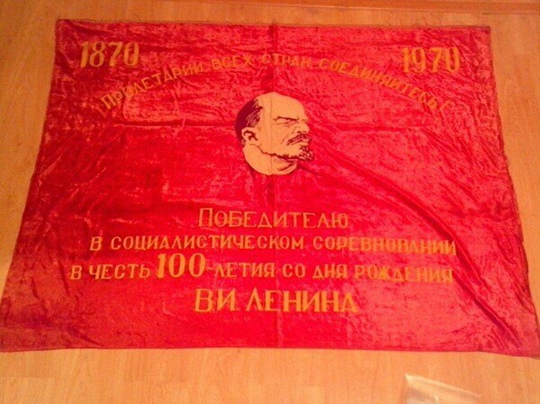 1870 1970
ПРОЛЕТАРИИ ВСЕХ СТРАН, СОЕДИНЯЙТЕСЬ!
ПОБЕДИТЕЛЮ
В СОЦИАЛИСТИЧЕСКОМ СОРЕВНОВАНИИ
В ЧЕСТЬ 100-ЛЕТИЯ СО ДНЯ РОЖДЕНИЯ
В.И. ЛЕНИНА